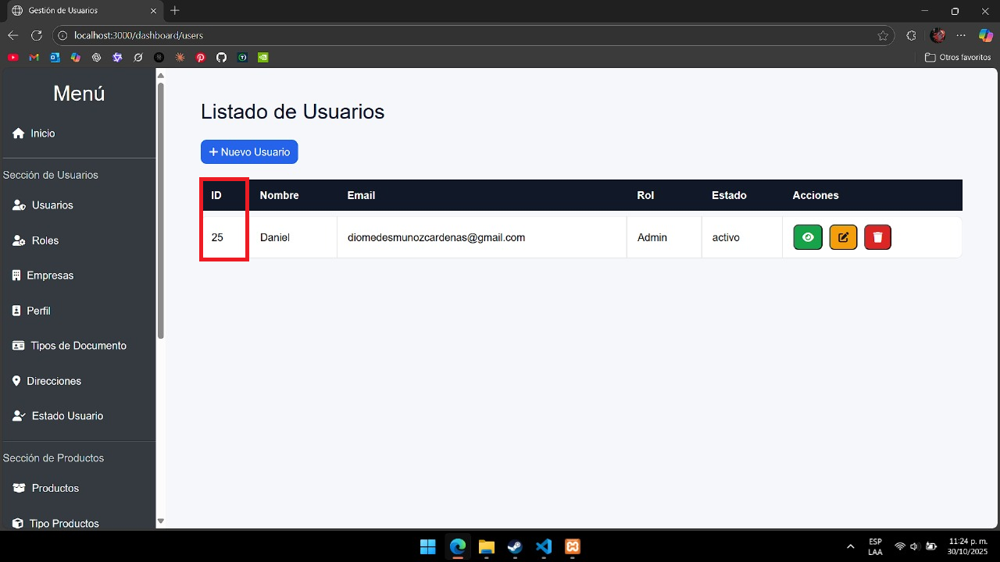 Gestión de Usuarios
localhost:3000/dashboard/users
Otros favoritos
Menú
Inicio
Sección de Usuarios
Usuarios
Roles
Empresas
Perfil
Tipos de Documento
Direcciones
Estado Usuario
Sección de Productos
Productos
Tipo Productos
Listado de Usuarios
+ Nuevo Usuario
ID Nombre Email Rol Estado Acciones
25 Daniel diomedesmunozcardenas@gmail.com Admin activo
ESP
LAA
11:24 p. m.
30/10/2025